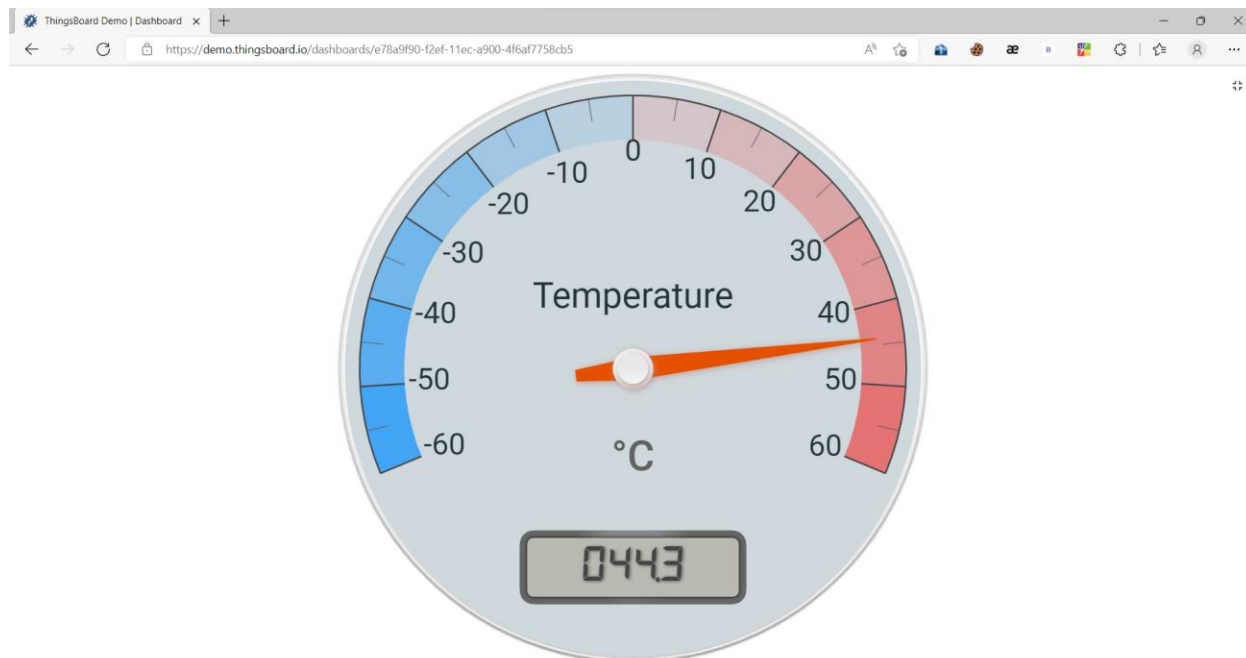 ThingsBoard Demo | Dashboard
https://demo.thingsboard.io/dashboards/e78a9f90-f2ef-11ec-a900-4f6af7758cb5
0
-10 10
-20 20
-30 30
Temperature
-40 40
-50 50
-60 60
°C
044.3